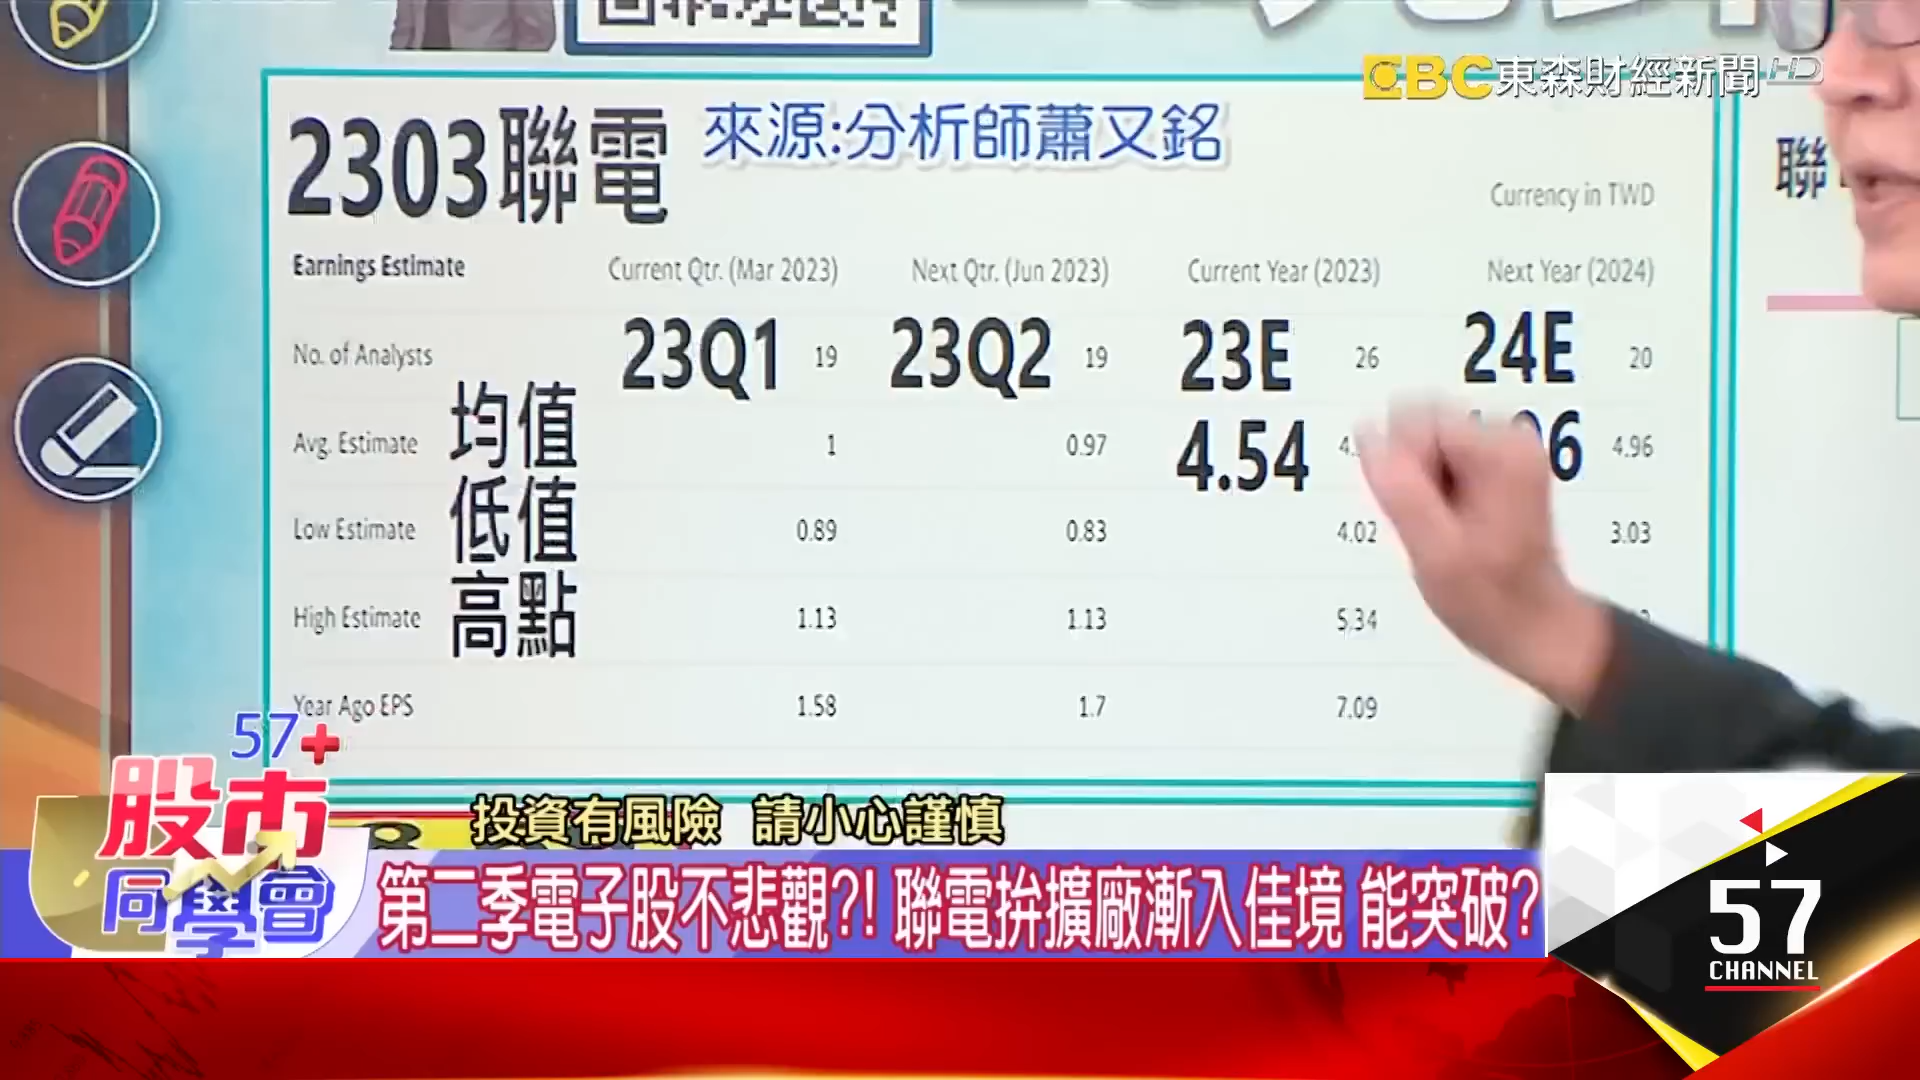 EBC 東森財經新聞 HD
2303聯電 來源:分析師蕭又銘
聯
Currency in TWD
Earnings Estimate Current Qtr. (Mar 2023) Next Qtr. (Jun 2023) Current Year (2023) Next Year (2024)
No. of Analysts 23Q1 19 23Q2 19 23E 26 24E 20
Avg. Estimate 均值 1 0.97 4.54 4.96
Low Estimate 低值 0.89 0.83 4.02 3.03
High Estimate 高點 1.13 1.13 5.34
Year Ago EPS 1.58 1.7 7.09
57+
股市
同學會
投資有風險 請小心謹慎
第二季電子股不悲觀?! 聯電拚擴廠漸入佳境 能突破?
57
CHANNEL